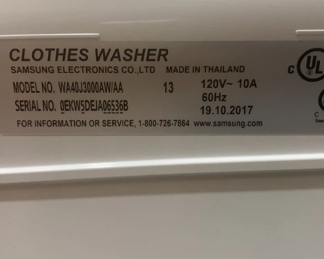 CLOTHES WASHER
SAMSUNG ELECTRONICS CO.,LTD MADE IN THAILAND
MODEL NO. WA40J3000AW/AA 13 120V~ 10A
60Hz
SERIAL NO. 0EKW5DEJA06536B 19.10.2017
FOR SERVICE INFORMATION, 1-800-726-7864 www.samsung.com
C UL
C